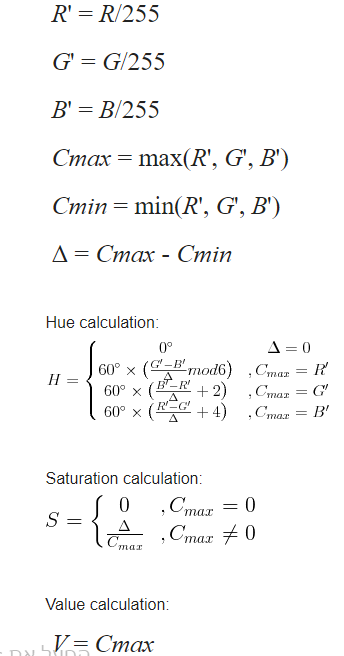 R' = R/255
G' = G/255
B' = B/255
Cmax = max(R', G', B')
Cmin = min(R', G', B')
Δ = Cmax - Cmin
Hue calculation:
H = { 0° Δ = 0
60° × (G'−B'/Δ mod6) , Cmax = R'
60° × (B'−R'/Δ + 2) , Cmax = G'
60° × (R'−G'/Δ + 4) , Cmax = B'
Saturation calculation:
S = { 0 , Cmax = 0
Δ/Cmax , Cmax ≠ 0
Value calculation:
V = Cmax